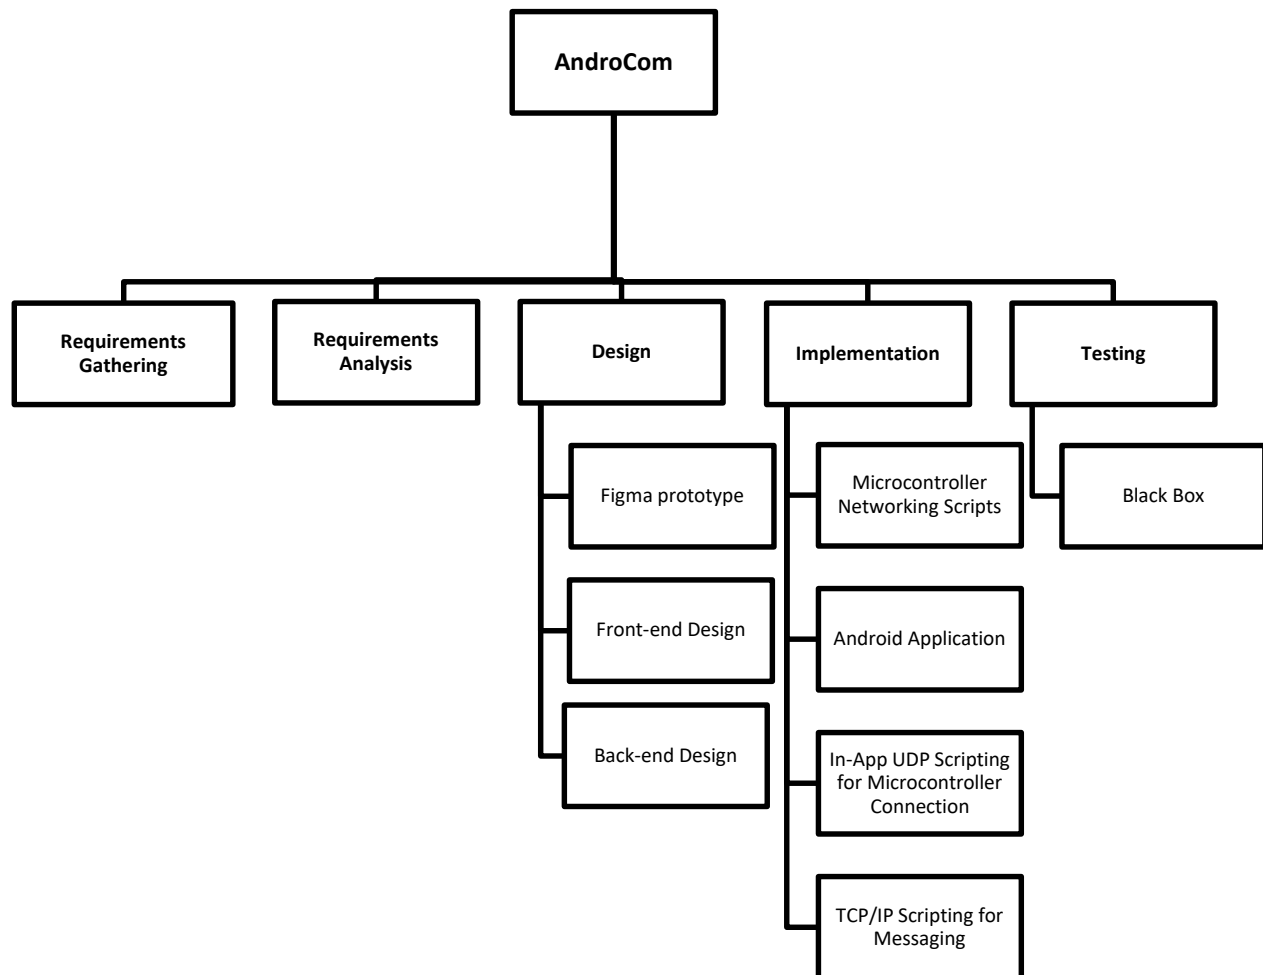 AndroCom
Requirements
Gathering
Requirements
Analysis
Design
Implementation
Testing
Figma prototype
Front-end Design
Back-end Design
Microcontroller
Networking Scripts
Android Application
In-App UDP Scripting
for Microcontroller
Connection
TCP/IP Scripting for
Messaging
Black Box